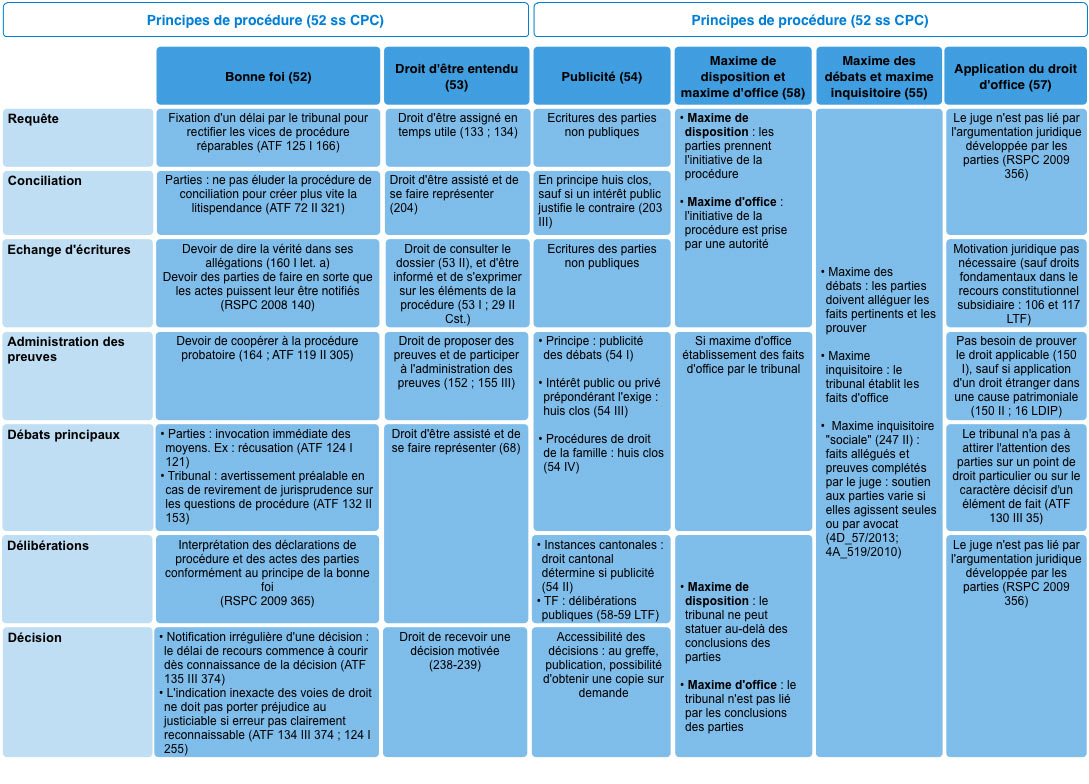 Principes de procédure (52 ss CPC)
Principes de procédure (52 ss CPC)
Bonne foi (52)
Droit d'être entendu
(53)
Publicité (54)
Maxime de
disposition et
maxime d'office (58)
Maxime des
débats et maxime
inquisitoire (55)
Application du droit
d'office (57)
Requête
Fixation d'un délai par le tribunal pour
rectifier les vices de procédure
réparables (ATF 125 I 166)
Droit d'être assigné en
temps utile (133 ; 134)
Ecritures des parties
non publiques
• Maxime de
disposition : les
parties prennent
l'initiative de la
procédure
• Maxime d'office :
l'initiative de la
procédure est prise
par une autorité
• Maxime des
débats : les parties
doivent alléguer les
faits pertinents et les
prouver
• Maxime
inquisitoire : le
tribunal établit les
faits d'office
• Maxime inquisitoire
"sociale" (247 II) :
faits allégués et
preuves complétés
par le juge : soutien
aux parties varie si
elles agissent seules
ou par avocat
(4D_57/2013;
4A_519/2010)
Le juge n'est pas lié par
l'argumentation juridique
développée par les
parties (RSPC 2009
356)
Conciliation
Parties : ne pas éluder la procédure de
conciliation pour créer plus vite la
litispendance (ATF 72 II 321)
Droit d'être assisté et de
se faire représenter
(204)
En principe huis clos,
sauf si un intérêt public
justifie le contraire (203
III)
Echange d'écritures
Devoir de dire la vérité dans ses
allégations (160 I let. a)
Devoir des parties de faire en sorte que
les actes puissent leur être notifiés
(RSPC 2008 140)
Droit de consulter le
dossier (53 II), et d'être
informé et de s'exprimer
sur les éléments de la
procédure (53 I ; 29 II
Cst.)
Ecritures des parties
non publiques
Motivation juridique pas
nécessaire (sauf droits
fondamentaux dans le
recours constitutionnel
subsidiaire : 106 et 117
LTF)
Administration des
preuves
Devoir de coopérer à la procédure
probatoire (164 ; ATF 119 II 305)
Droit de proposer des
preuves et de participer
à l'administration des
preuves (152 ; 155 III)
• Principe : publicité
des débats (54 I)
• Intérêt public ou privé
prépondérant l'exige :
huis clos (54 III)
• Procédures de droit
de la famille : huis clos
(54 IV)
Si maxime d'office
établissement des faits
d'office par le tribunal
Pas besoin de prouver
le droit applicable (150
I), sauf si application
d'un droit étranger dans
une cause patrimoniale
(150 II ; 16 LDIP)
Débats principaux
• Parties : invocation immédiate des
moyens. Ex : récusation (ATF 124 I
121)
• Tribunal : avertissement préalable en
cas de revirement de jurisprudence sur
les questions de procédure (ATF 132 II
153)
Droit d'être assisté et de
se faire représenter (68)
Le tribunal n'a pas à
attirer l'attention des
parties sur un point de
droit particulier ou sur le
caractère décisif d'un
élément de fait (ATF
130 III 35)
Délibérations
Interprétation des déclarations de
procédure et des actes des parties
conformément au principe de la bonne
foi
(RSPC 2009 365)
• Instances cantonales :
droit cantonal
détermine si publicité
(54 II)
• TF : délibérations
publiques (58-59 LTF)
• Maxime de
disposition : le
tribunal ne peut
statuer au-delà des
conclusions des
parties
• Maxime d'office : le
tribunal n'est pas lié
par les conclusions
des parties
Le juge n'est pas lié par
l'argumentation juridique
développée par les
parties (RSPC 2009
356)
Décision
• Notification irrégulière d'une décision :
le délai de recours commence à courir
dès connaissance de la décision (ATF
135 III 374)
• L'indication inexacte des voies de droit
ne doit pas porter préjudice au
justiciable si erreur pas clairement
reconnaissable (ATF 134 III 374 ; 124 I
255)
Droit de recevoir une
décision motivée
(238-239)
Accessibilité des
décisions : au greffe,
publication, possibilité
d'obtenir une copie sur
demande